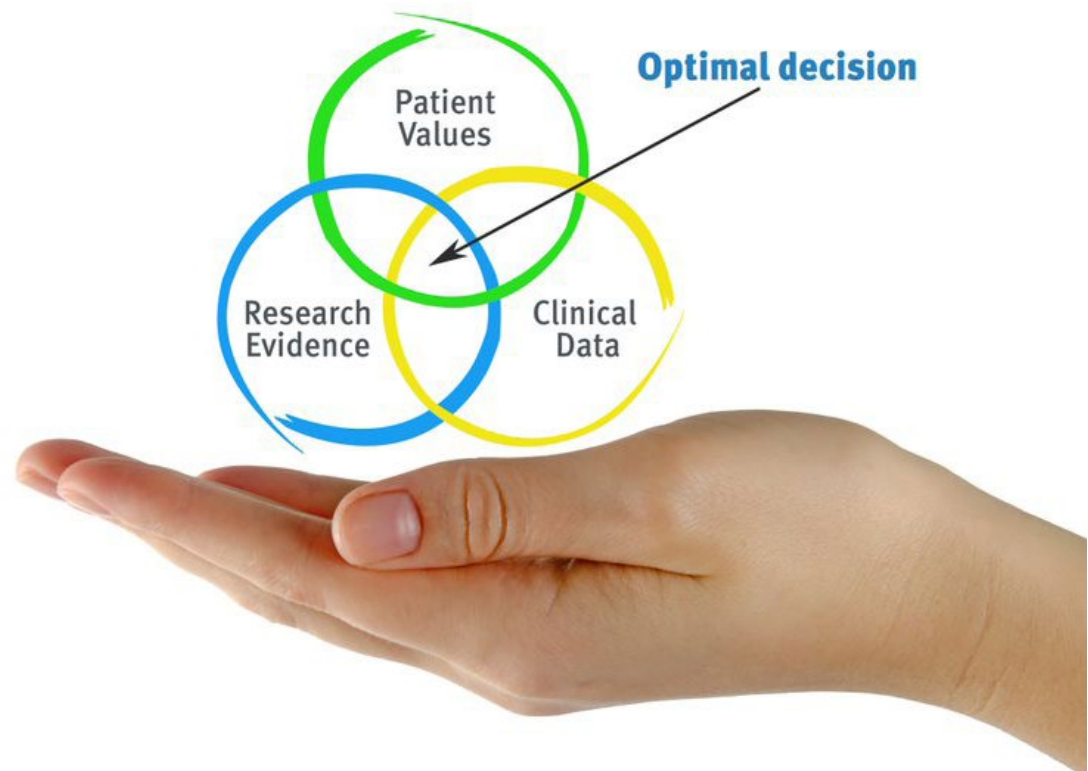 Optimal decision
Patient
Values
Research
Evidence
Clinical
Data